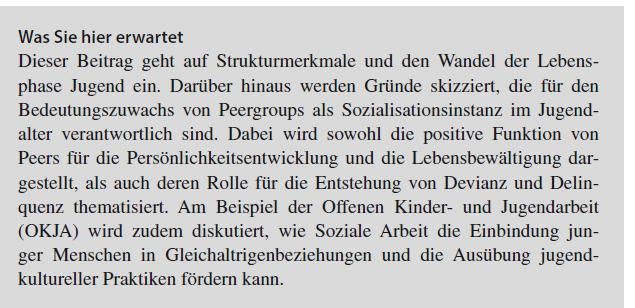 Was Sie hier erwartet
Dieser Beitrag geht auf Strukturmerkmale und den Wandel der Lebens-
phase Jugend ein. Darüber hinaus werden Gründe skizziert, die für den
Bedeutungszuwachs von Peergroups als Sozialisationsinstanz im Jugend-
alter verantwortlich sind. Dabei wird sowohl die positive Funktion von
Peers für die Persönlichkeitsentwicklung und die Lebensbewältigung dar-
gestellt, als auch deren Rolle für die Entstehung von Devianz und Delin-
quenz thematisiert. Am Beispiel der Offenen Kinder- und Jugendarbeit
(OKJA) wird zudem diskutiert, wie Soziale Arbeit die Einbindung jun-
ger Menschen in Gleichaltrigenbeziehungen und die Ausübung jugend-
kultureller Praktiken fördern kann.